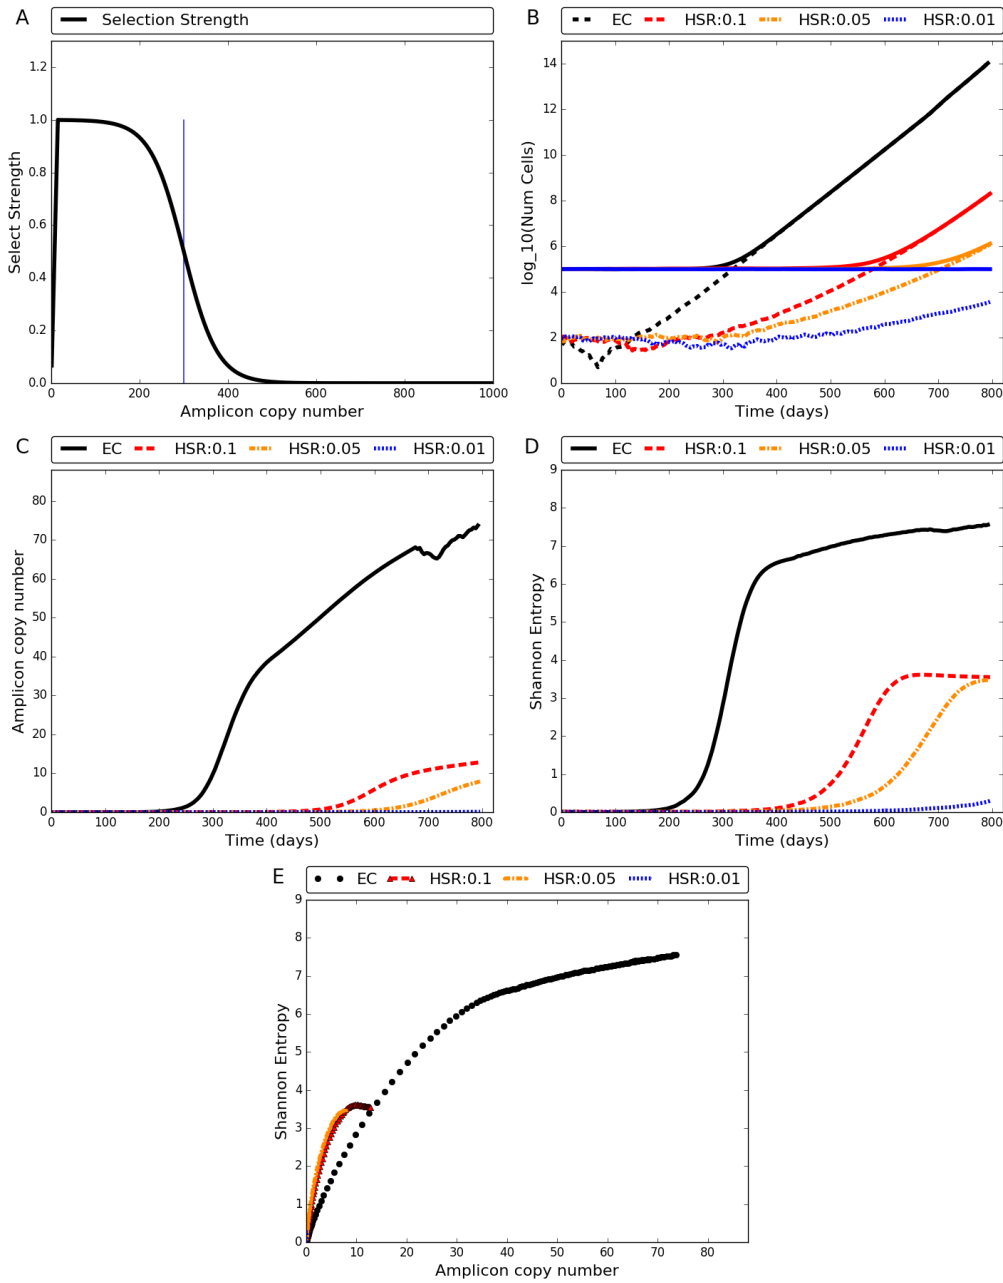 A
Selection Strength
Select Strength
1.2
1.0
0.8
0.6
0.4
0.2
0.0
0 200 400 600 800 1000
Amplicon copy number
B
EC HSR:0.1 HSR:0.05 HSR:0.01
log_10(Num Cells)
14
12
10
8
6
4
2
0
0 100 200 300 400 500 600 700 800
Time (days)
C
EC HSR:0.1 HSR:0.05 HSR:0.01
Amplicon copy number
80
70
60
50
40
30
20
10
0
0 100 200 300 400 500 600 700 800
Time (days)
D
EC HSR:0.1 HSR:0.05 HSR:0.01
Shannon Entropy
9
8
7
6
5
4
3
2
1
0
0 100 200 300 400 500 600 700 800
Time (days)
E
EC HSR:0.1 HSR:0.05 HSR:0.01
Shannon Entropy
9
8
7
6
5
4
3
2
1
0
0 10 20 30 40 50 60 70 80
Amplicon copy number